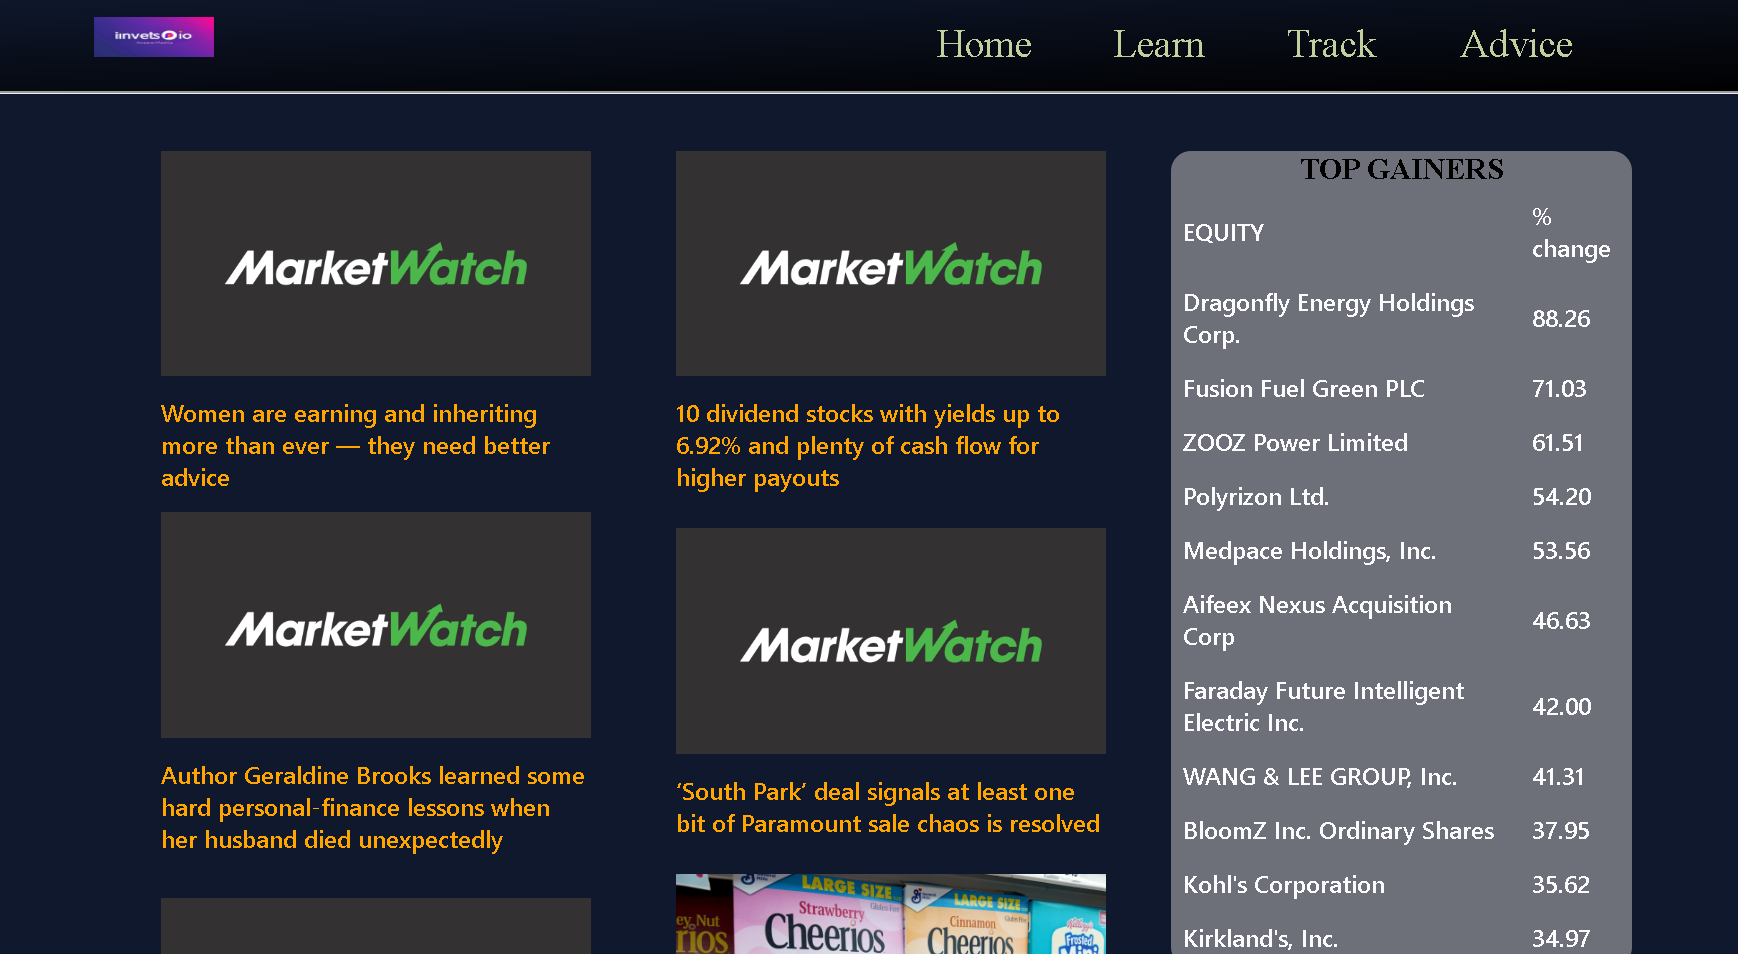 iinvets io
Home Learn Track Advice
MarketWatch
Women are earning and inheriting
more than ever — they need better
advice
MarketWatch
Author Geraldine Brooks learned some
hard personal-finance lessons when
her husband died unexpectedly
MarketWatch
10 dividend stocks with yields up to
6.92% and plenty of cash flow for
higher payouts
MarketWatch
‘South Park’ deal signals at least one
bit of Paramount sale chaos is resolved
LARGE SIZE
Strawberry
Cheerios
Gluten Free
ey Nut
rios
LARGE SIZE
Cinnamon
Cheerios
Kellogg's
Frosted
Mini
TOP GAINERS
EQUITY
%
change
Dragonfly Energy Holdings
Corp.
88.26
Fusion Fuel Green PLC 71.03
ZOOZ Power Limited 61.51
Polyrizon Ltd. 54.20
Medpace Holdings, Inc. 53.56
Aifeex Nexus Acquisition
Corp
46.63
Faraday Future Intelligent
Electric Inc.
42.00
WANG & LEE GROUP, Inc. 41.31
BloomZ Inc. Ordinary Shares 37.95
Kohl's Corporation 35.62
Kirkland's, Inc. 34.97